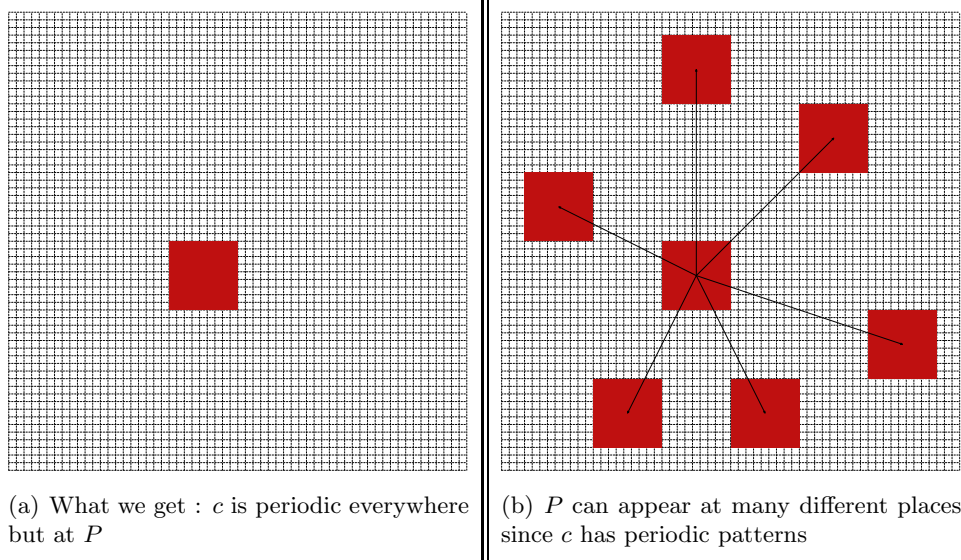 (a) What we get : c is periodic everywhere
but at P
(b) P can appear at many different places
since c has periodic patterns